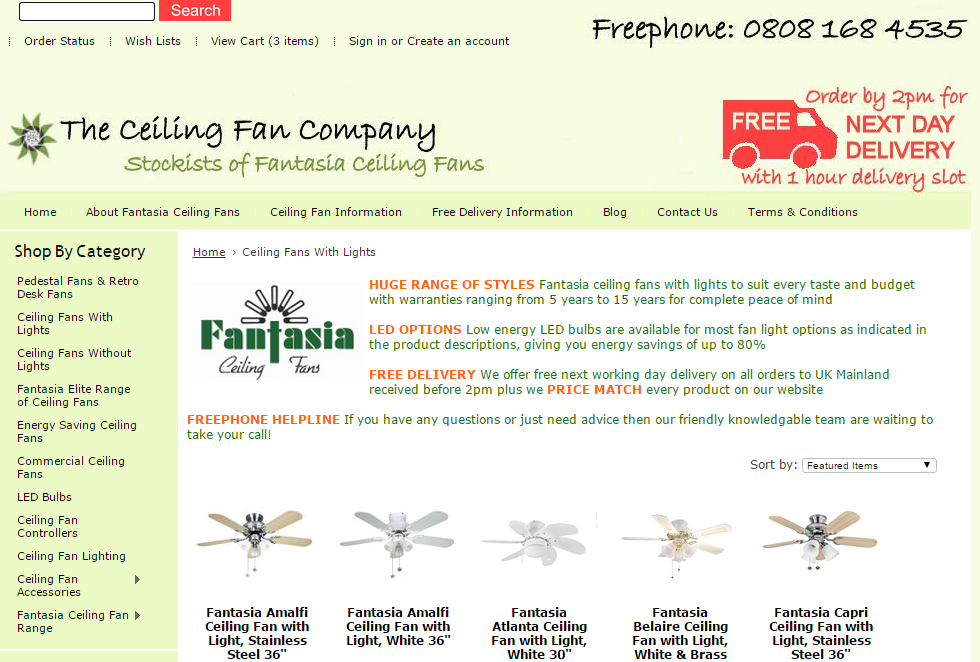 Search
Order Status
Wish Lists
View Cart (3 items)
Sign in or Create an account
Freephone: 0808 168 4535
The Ceiling Fan Company
Stockists of Fantasia Ceiling Fans
Order by 2pm for
FREE
NEXT DAY
DELIVERY
with 1 hour delivery slot
Home
About Fantasia Ceiling Fans
Ceiling Fan Information
Free Delivery Information
Blog
Contact Us
Terms & Conditions
Shop By Category
Pedestal Fans & Retro
Desk Fans
Ceiling Fans With
Lights
Ceiling Fans Without
Lights
Fantasia Elite Range
of Ceiling Fans
Energy Saving Ceiling
Fans
Commercial Ceiling
Fans
LED Bulbs
Ceiling Fan
Controllers
Ceiling Fan Lighting
Ceiling Fan
Accessories
Fantasia Ceiling Fan
Range
Home › Ceiling Fans With Lights
Fantasia
Ceiling Fans
HUGE RANGE OF STYLES Fantasia ceiling fans with lights to suit every taste and budget
with warranties ranging from 5 years to 15 years for complete peace of mind
LED OPTIONS Low energy LED bulbs are available for most fan light options as indicated in
the product descriptions, giving you energy savings of up to 80%
FREE DELIVERY We offer free next working day delivery on all orders to UK Mainland
received before 2pm plus we PRICE MATCH every product on our website
FREEPHONE HELPLINE If you have any questions or just need advice then our friendly knowledgable team are waiting to
take your call!
Sort by: Featured Items
Fantasia Amalfi
Ceiling Fan with
Light, Stainless
Steel 36"
Fantasia Amalfi
Ceiling Fan with
Light, White 36"
Fantasia
Atlanta Ceiling
Fan with Light,
White 30"
Fantasia
Belaire Ceiling
Fan with Light,
White & Brass
Fantasia Capri
Ceiling Fan with
Light, Stainless
Steel 36"